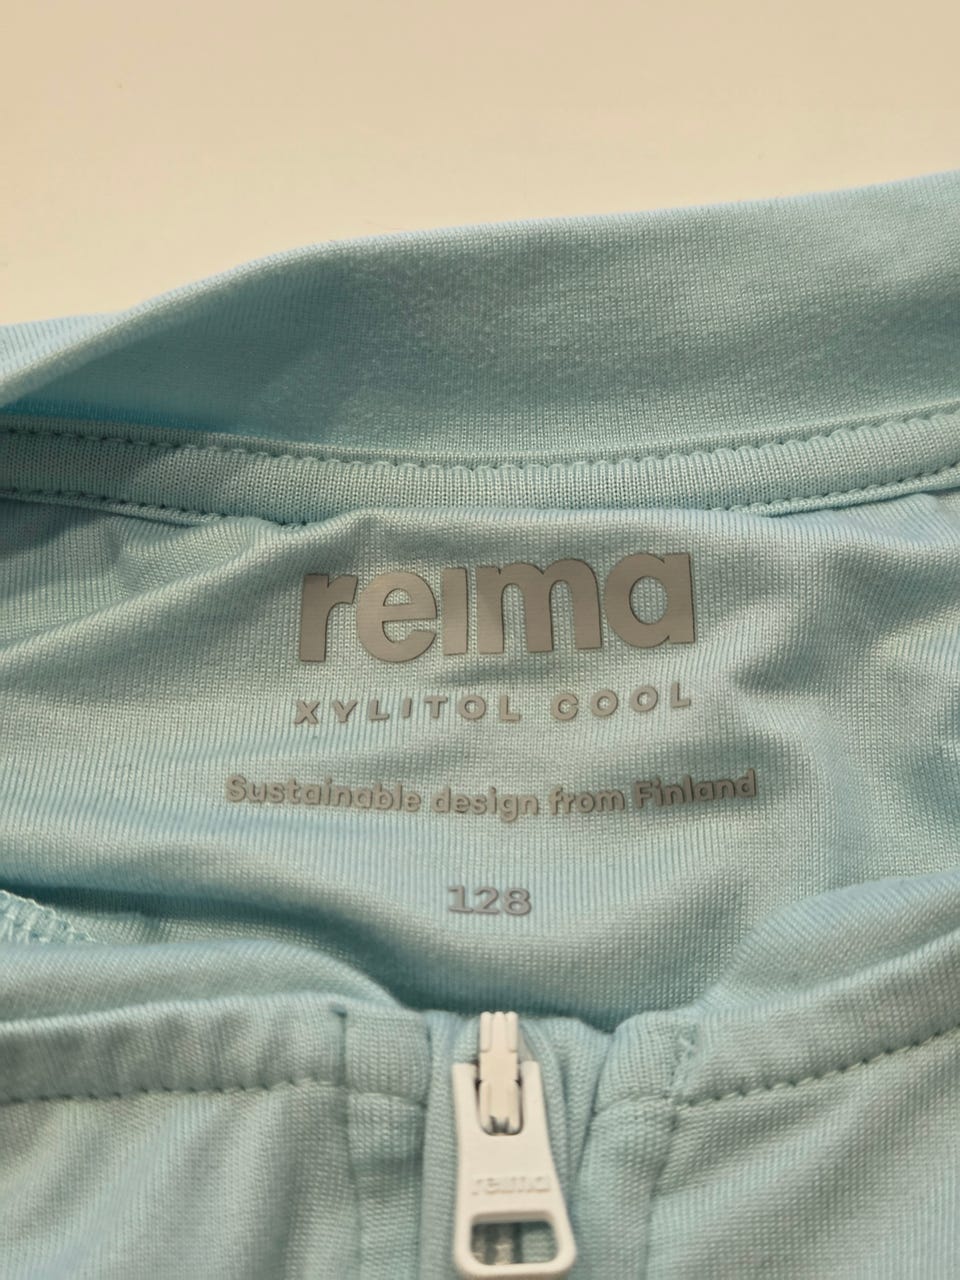 reima
XYLITOL COOL
Sustainable design from Finland
128
reima